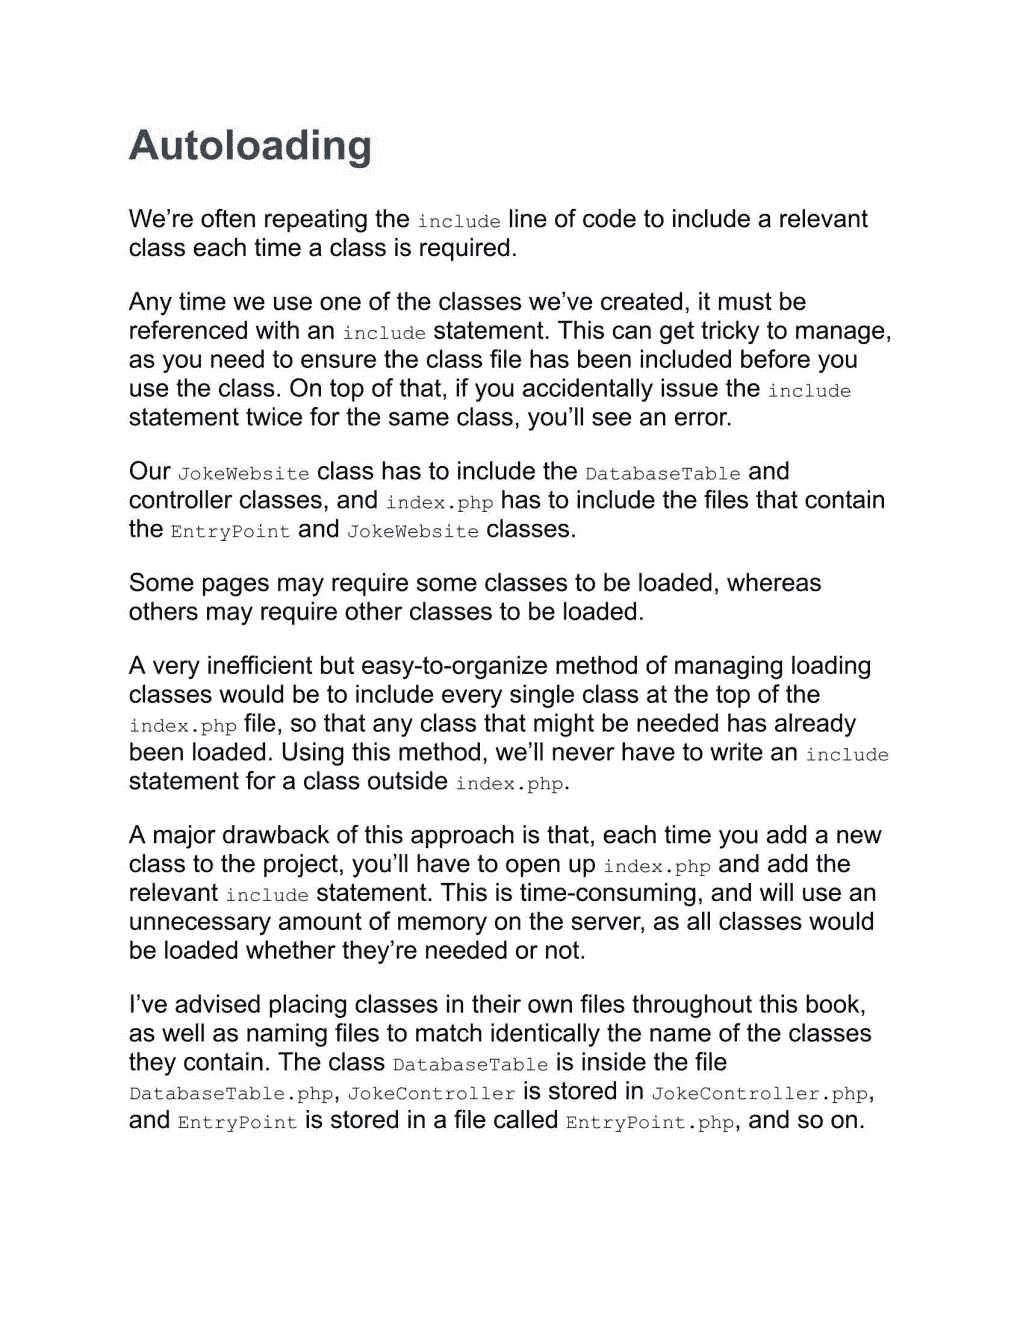 Autoloading
We’re often repeating the include line of code to include a relevant
class each time a class is required.
Any time we use one of the classes we’ve created, it must be
referenced with an include statement. This can get tricky to manage,
as you need to ensure the class file has been included before you
use the class. On top of that, if you accidentally issue the include
statement twice for the same class, you’ll see an error.
Our JokeWebsite class has to include the DatabaseTable and
controller classes, and index.php has to include the files that contain
the EntryPoint and JokeWebsite classes.
Some pages may require some classes to be loaded, whereas
others may require other classes to be loaded.
A very inefficient but easy-to-organize method of managing loading
classes would be to include every single class at the top of the
index.php file, so that any class that might be needed has already
been loaded. Using this method, we’ll never have to write an include
statement for a class outside index.php.
A major drawback of this approach is that, each time you add a new
class to the project, you’ll have to open up index.php and add the
relevant include statement. This is time-consuming, and will use an
unnecessary amount of memory on the server, as all classes would
be loaded whether they’re needed or not.
I’ve advised placing classes in their own files throughout this book,
as well as naming files to match identically the name of the classes
they contain. The class DatabaseTable is inside the file
DatabaseTable.php, JokeController is stored in JokeController.php,
and EntryPoint is stored in a file called EntryPoint.php, and so on.